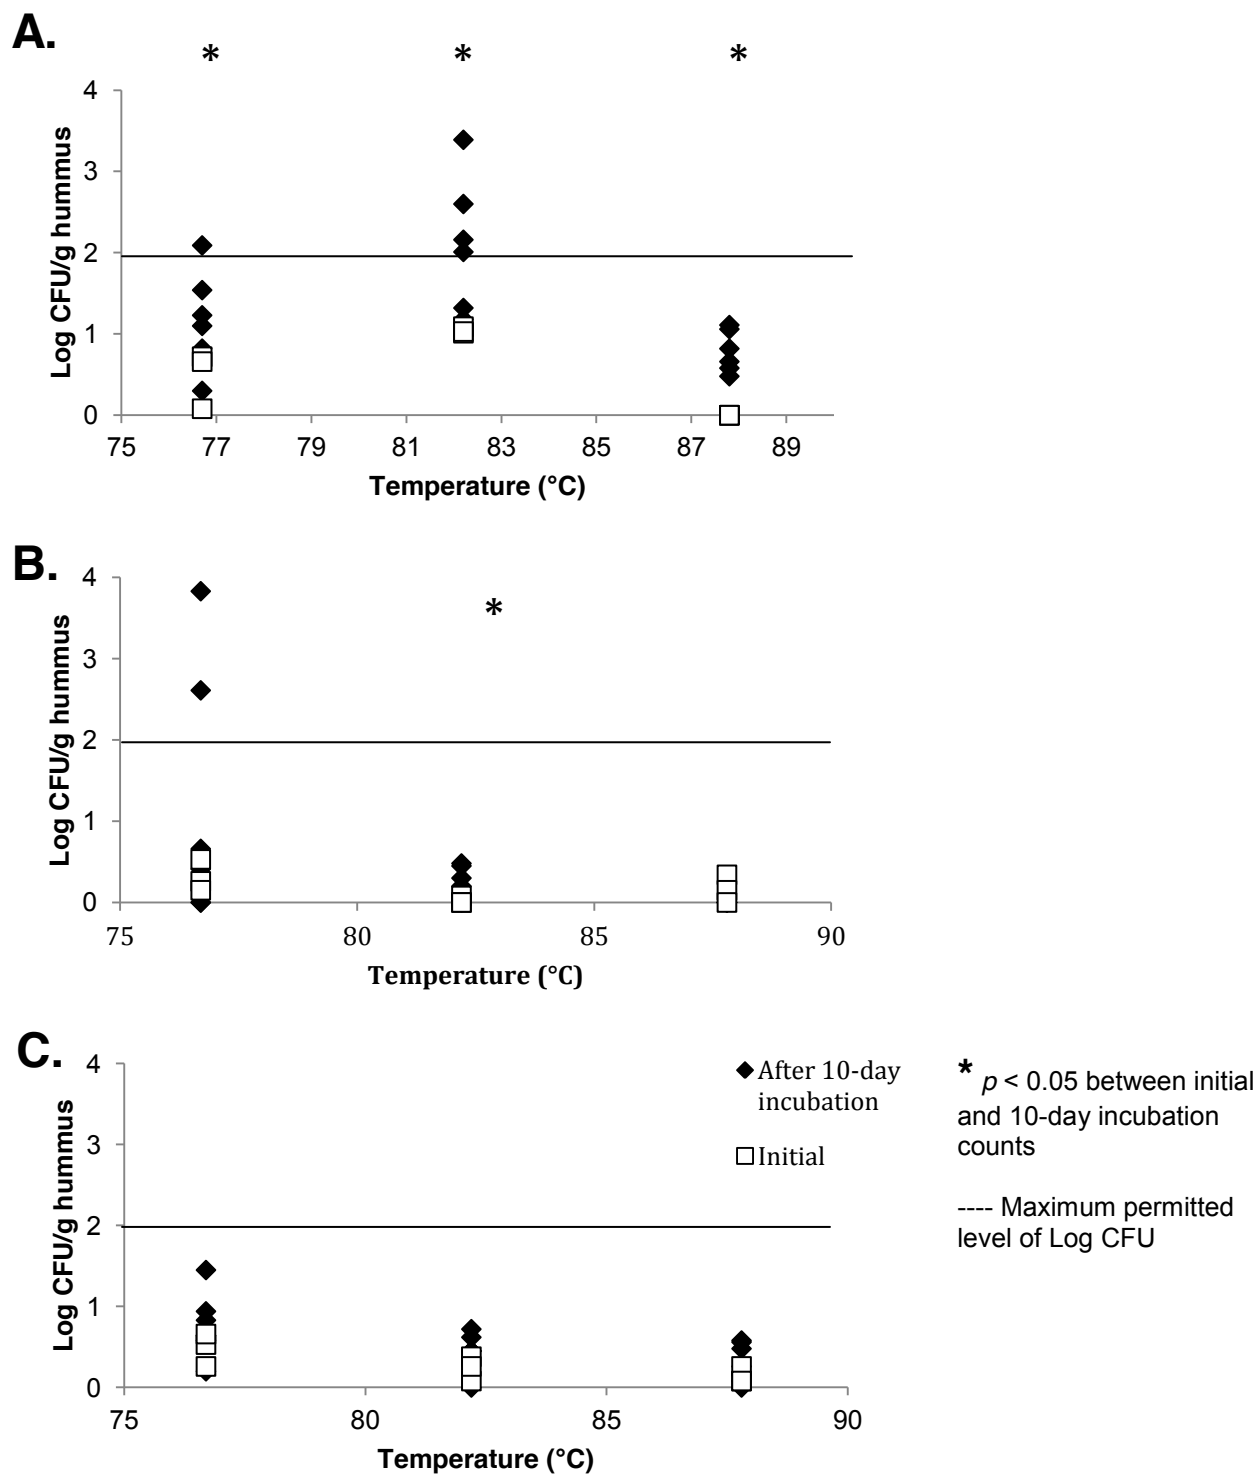 A.
* * *
Log CFU/g hummus
4
3
2
1
0
75 77 79 81 83 85 87 89
Temperature (°C)
B.
*
Log CFU/g hummus
4
3
2
1
0
75 80 85 90
Temperature (°C)
C.
Log CFU/g hummus
4
3
2
1
0
75 80 85 90
Temperature (°C)
After 10-day
incubation
Initial
* p < 0.05 between initial
and 10-day incubation
counts
---- Maximum permitted
level of Log CFU